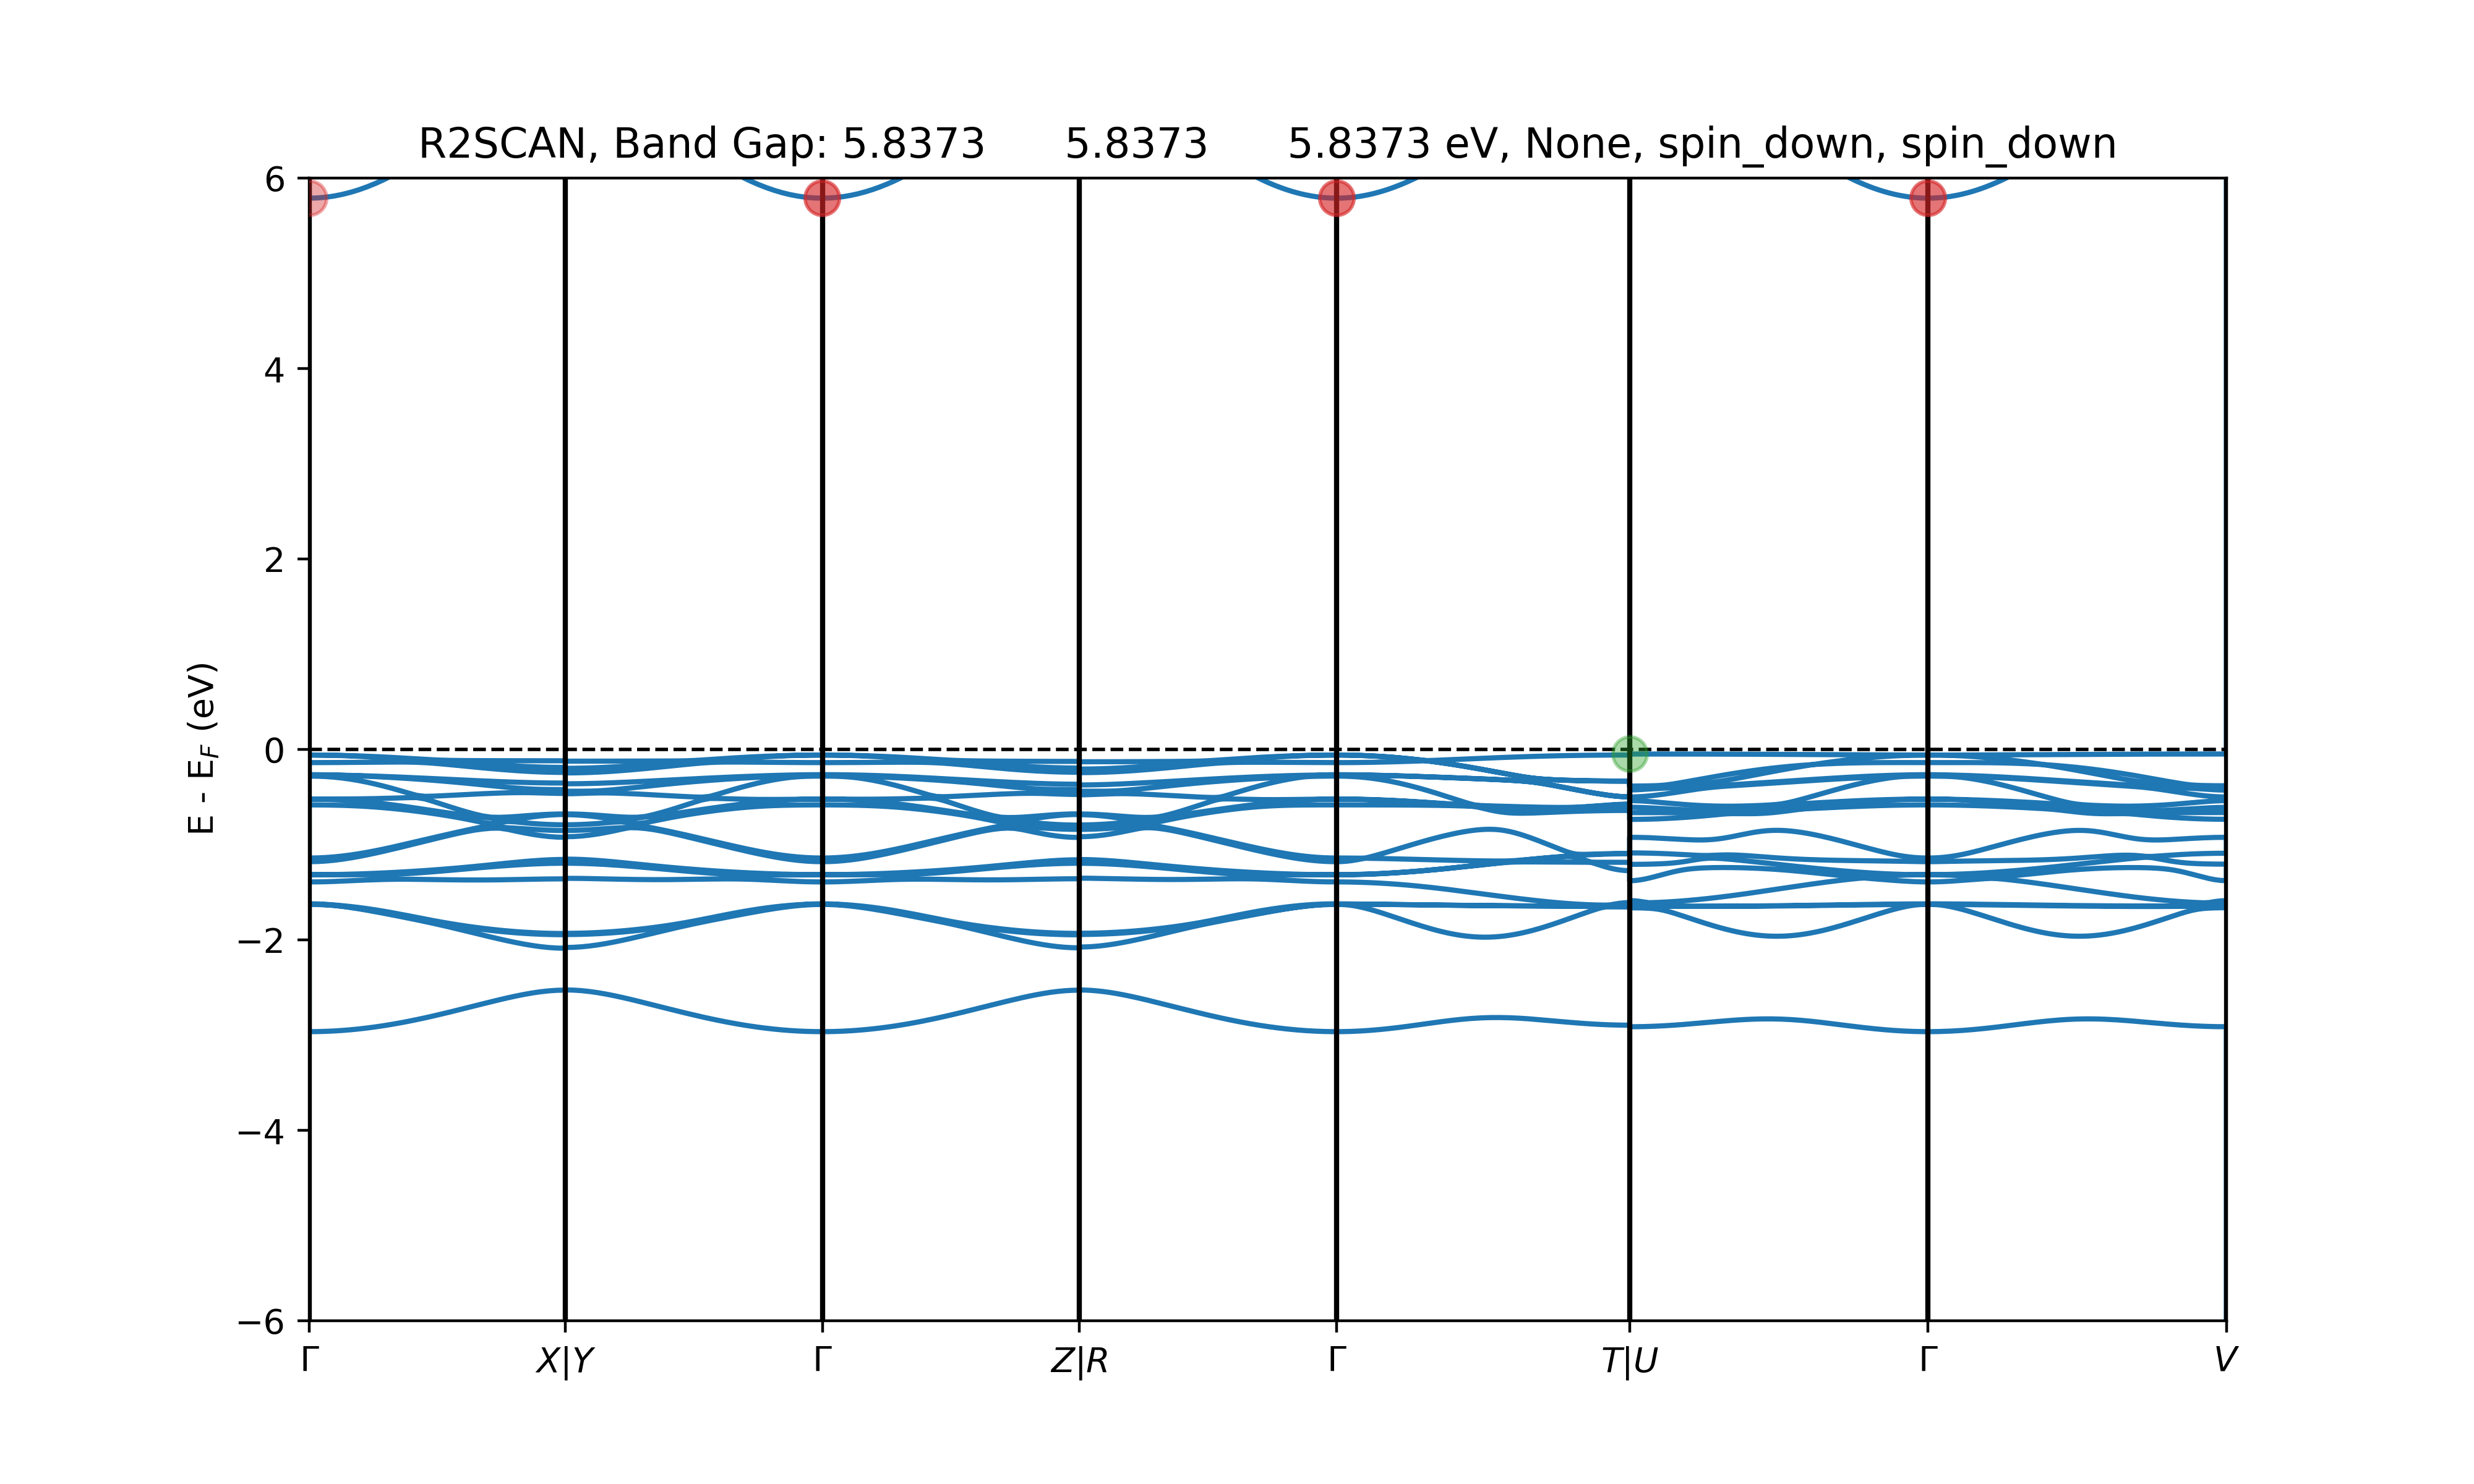 R2SCAN, Band Gap: 5.8373      5.8373      5.8373 eV, None, spin_down, spin_down
6
4
2
0
−2
−4
−6
E - E_F (eV)
Γ X|Y Γ Z|R Γ T|U Γ V